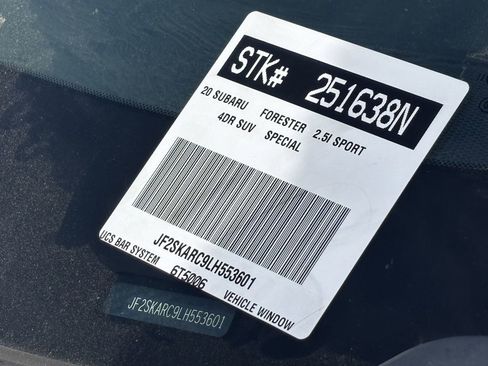 STK# 251638N
20 SUBARU FORESTER 2.5I SPORT
4DR SUV SPECIAL
JF2SKARC9LH553601
UCS BAR SYSTEM 6T5006 VEHICLE WINDOW
JF2SKARC9LH553601